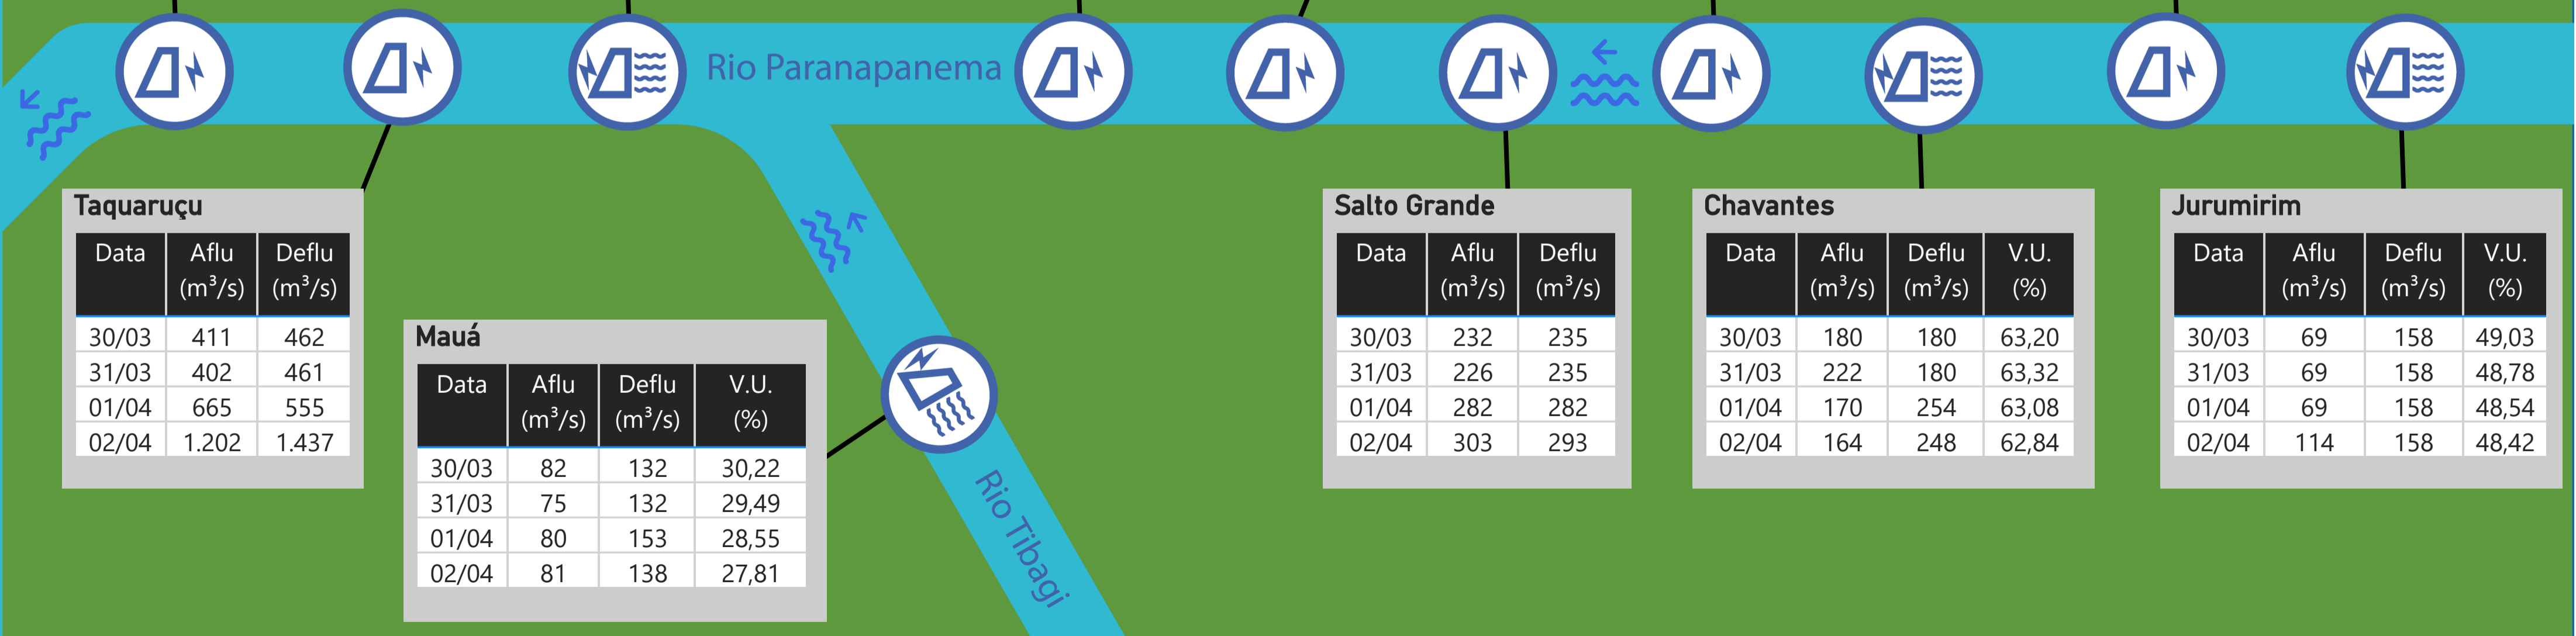 Rio Paranapanema
Taquaruçu
Data Aflu (m³/s) Deflu (m³/s)
30/03 411 462
31/03 402 461
01/04 665 555
02/04 1.202 1.437
Mauá
Data Aflu (m³/s) Deflu (m³/s) V.U. (%)
30/03 82 132 30,22
31/03 75 132 29,49
01/04 80 153 28,55
02/04 81 138 27,81
Rio Tibagi
Salto Grande
Data Aflu (m³/s) Deflu (m³/s)
30/03 232 235
31/03 226 235
01/04 282 282
02/04 303 293
Chavantes
Data Aflu (m³/s) Deflu (m³/s) V.U. (%)
30/03 180 180 63,20
31/03 222 180 63,32
01/04 170 254 63,08
02/04 164 248 62,84
Jurumirim
Data Aflu (m³/s) Deflu (m³/s) V.U. (%)
30/03 69 158 49,03
31/03 69 158 48,78
01/04 69 158 48,54
02/04 114 158 48,42